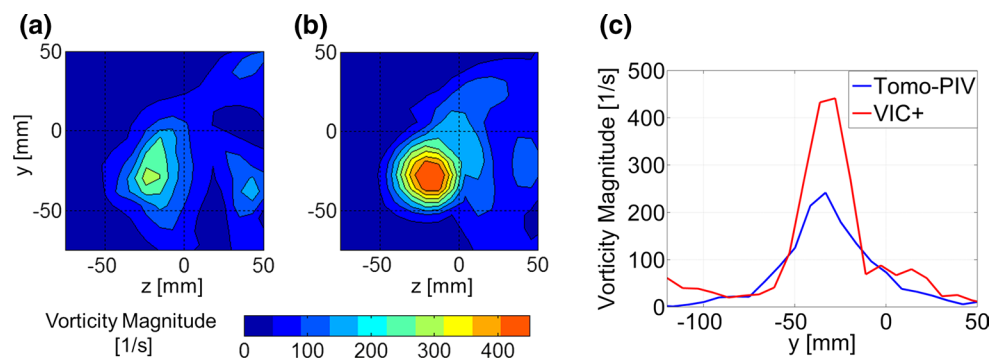 (a)
50
0
-50
y [mm]
-50 0 50
z [mm]
(b)
50
0
-50
-50 0 50
z [mm]
Vorticity Magnitude
[1/s]
0 100 200 300 400
(c)
Vorticity Magnitude [1/s]
500
400
300
200
100
0
-100 -50 0 50
y [mm]
Tomo-PIV
VIC+